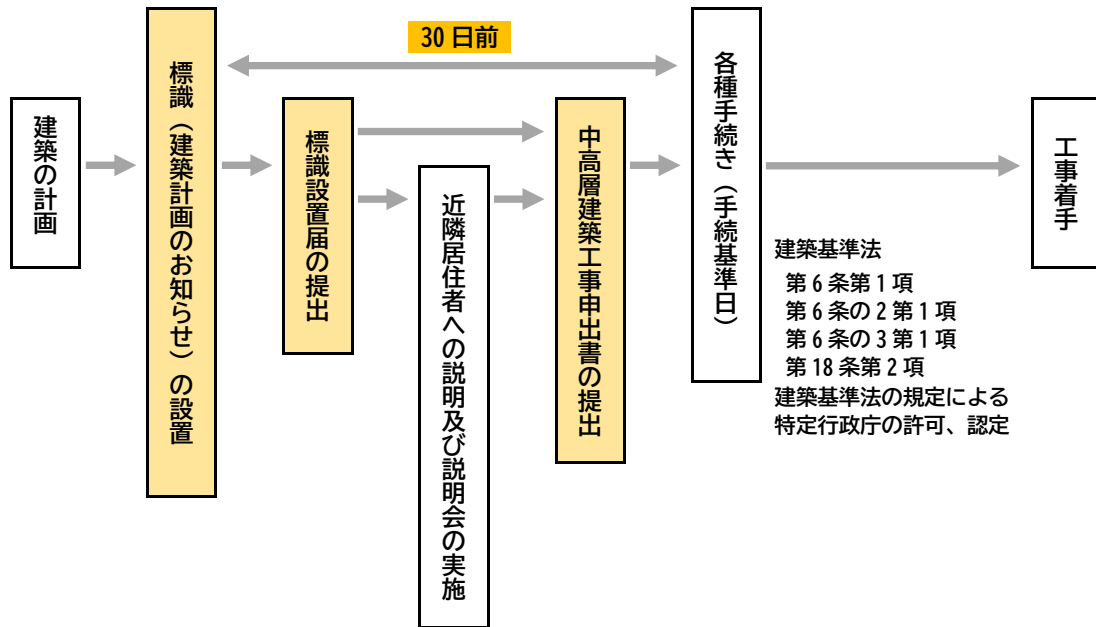 建築の計画
標識（建築計画のお知らせ）の設置
30日前
標識設置届の提出
近隣居住者への説明及び説明会の実施
中高層建築工事申出書の提出
各種手続き（手続基準日）
建築基準法
第6条第1項
第6条の2第1項
第6条の3第1項
第18条第2項
建築基準法の規定による
特定行政庁の許可、認定
工事着手